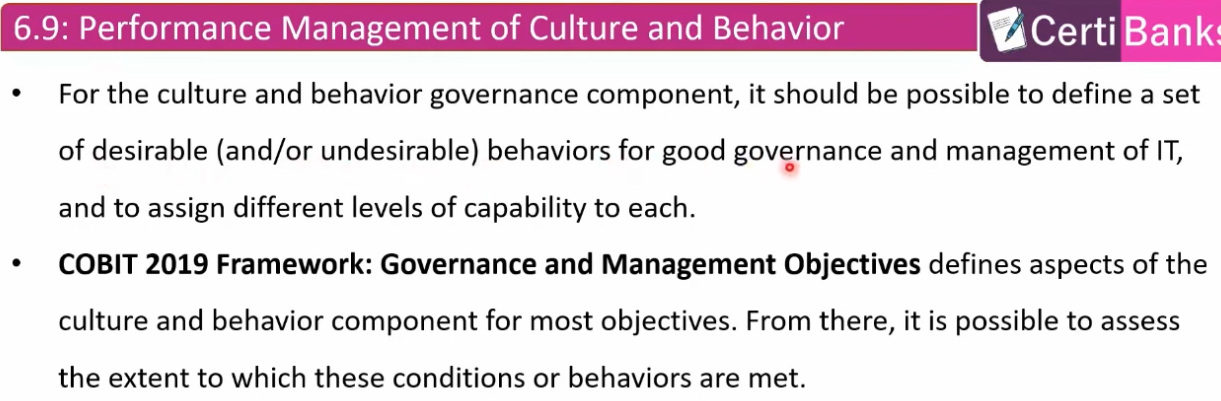 6.9: Performance Management of Culture and Behavior
Certi Banks
• For the culture and behavior governance component, it should be possible to define a set
of desirable (and/or undesirable) behaviors for good governance and management of IT,
and to assign different levels of capability to each.
• COBIT 2019 Framework: Governance and Management Objectives defines aspects of the
culture and behavior component for most objectives. From there, it is possible to assess
the extent to which these conditions or behaviors are met.